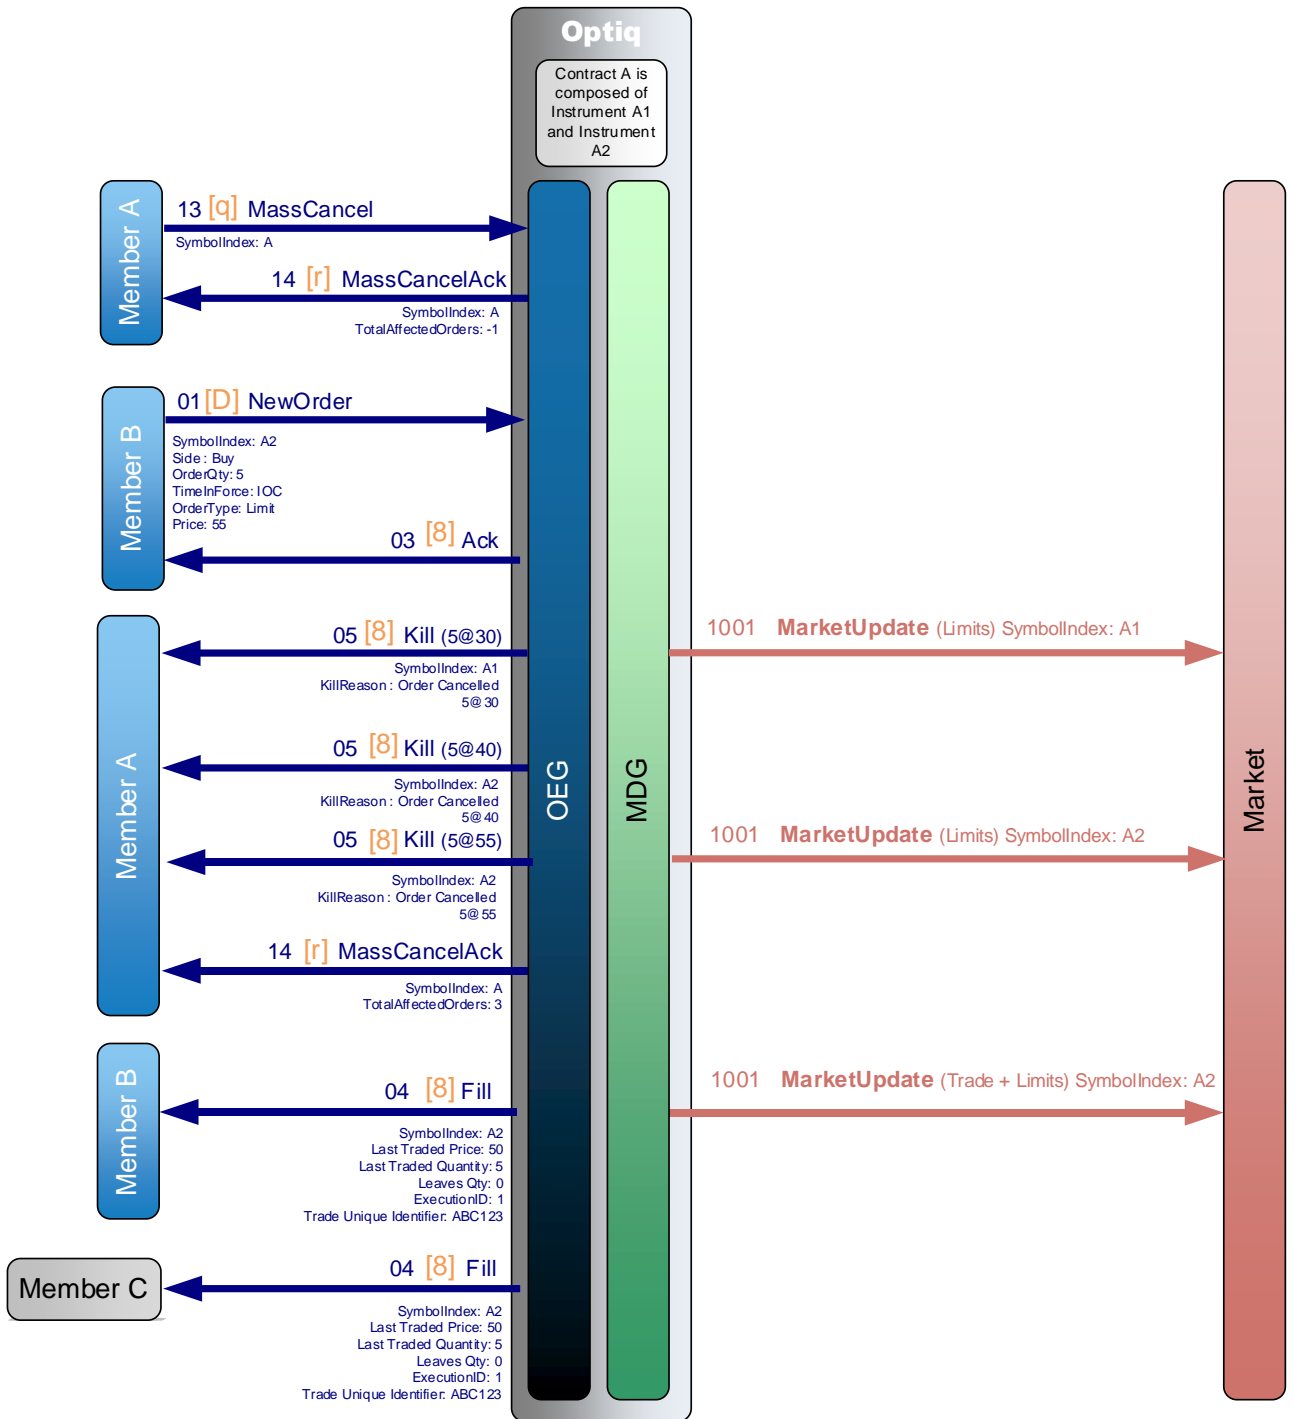 Optiq
Contract A is
composed of
Instrument A1
and Instrument
A2
Member A
13 [q] MassCancel
SymbolIndex: A
14 [r] MassCancelAck
SymbolIndex: A
TotalAffectedOrders: -1
Member B
01 [D] NewOrder
SymbolIndex: A2
Side : Buy
OrderQty: 5
TimeInForce: IOC
OrderType: Limit
Price: 55
03 [8] Ack
Member A
05 [8] Kill (5@30)
SymbolIndex: A1
KillReason : Order Cancelled
5@30
1001 MarketUpdate (Limits) SymbolIndex: A1
05 [8] Kill (5@40)
SymbolIndex: A2
KillReason : Order Cancelled
5@40
05 [8] Kill (5@55)
SymbolIndex: A2
KillReason : Order Cancelled
5@55
1001 MarketUpdate (Limits) SymbolIndex: A2
OEG
MDG
Market
14 [r] MassCancelAck
SymbolIndex: A
TotalAffectedOrders: 3
Member B
04 [8] Fill
SymbolIndex: A2
Last Traded Price: 50
Last Traded Quantity: 5
Leaves Qty: 0
ExecutionID: 1
Trade Unique Identifier: ABC123
1001 MarketUpdate (Trade + Limits) SymbolIndex: A2
Member C
04 [8] Fill
SymbolIndex: A2
Last Traded Price: 50
Last Traded Quantity: 5
Leaves Qty: 0
ExecutionID: 1
Trade Unique Identifier: ABC123